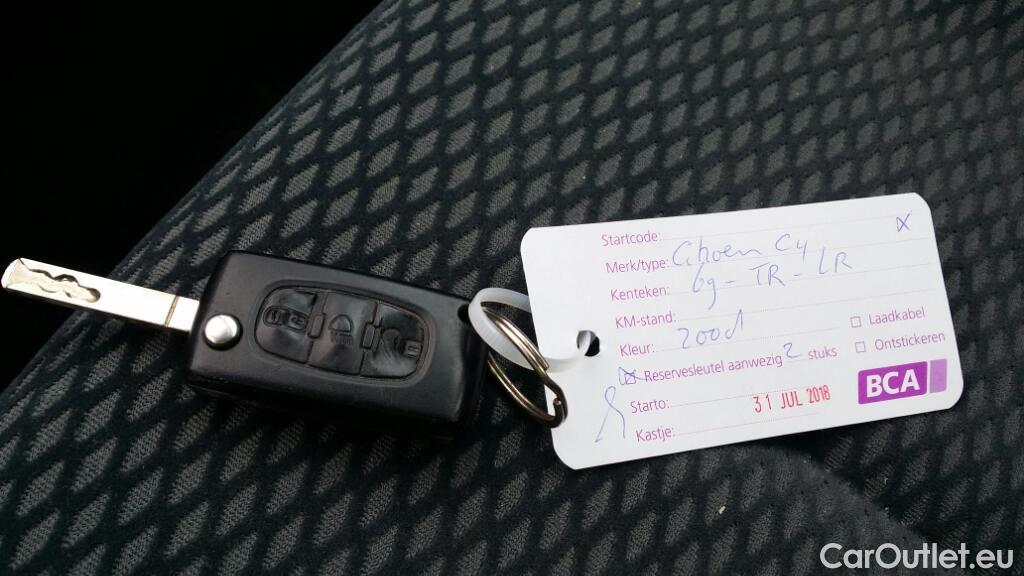 Startcode:
Merk/type: Citroen C4
Kenteken: 69-TR-LR
KM-stand:
Kleur: rood
Laadkabel
Reservesleutel aanwezig 2 stuks
Ontstickeren
Starto: 31 JUL 2018
BCA
Kastje:
CarOutlet.eu